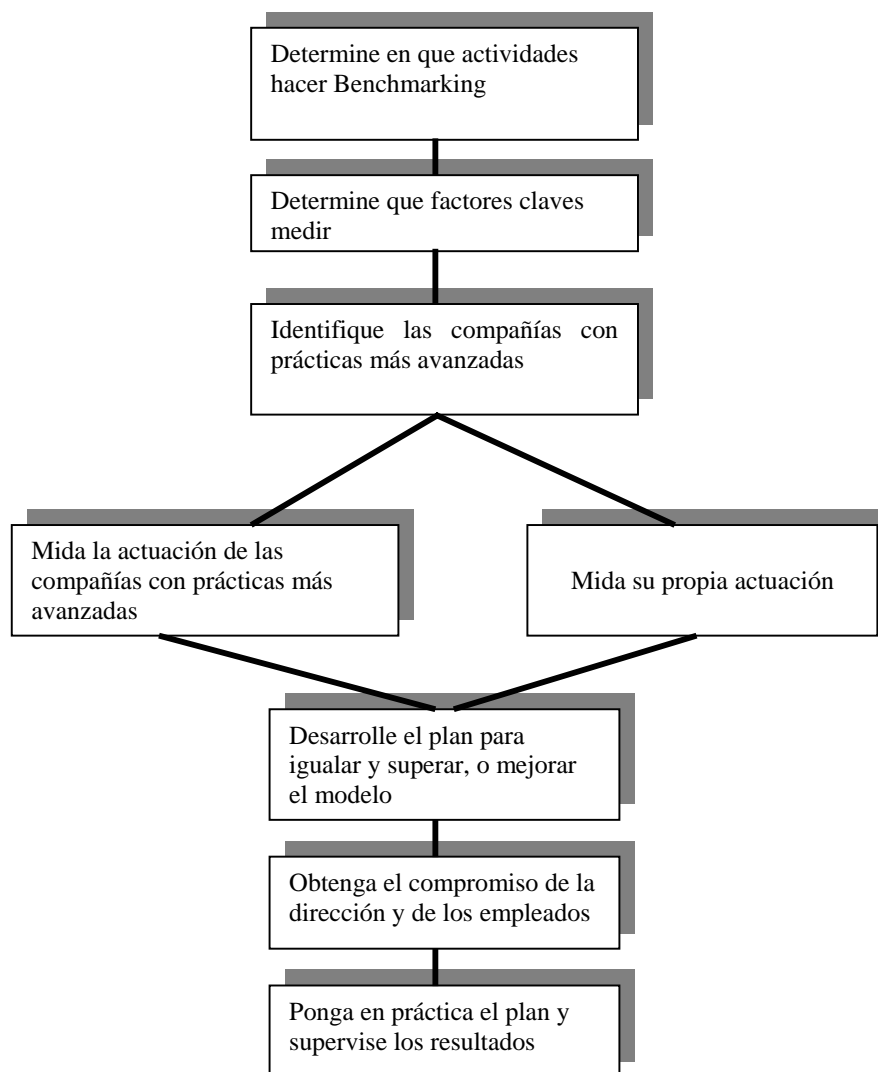 Determine en que actividades
hacer Benchmarking
Determine que factores claves
medir
Identifique las compañías con
prácticas más avanzadas
Mida la actuación de las
compañías con prácticas más
avanzadas
Mida su propia actuación
Desarrolle el plan para
igualar y superar, o mejorar
el modelo
Obtenga el compromiso de la
dirección y de los empleados
Ponga en práctica el plan y
supervise los resultados